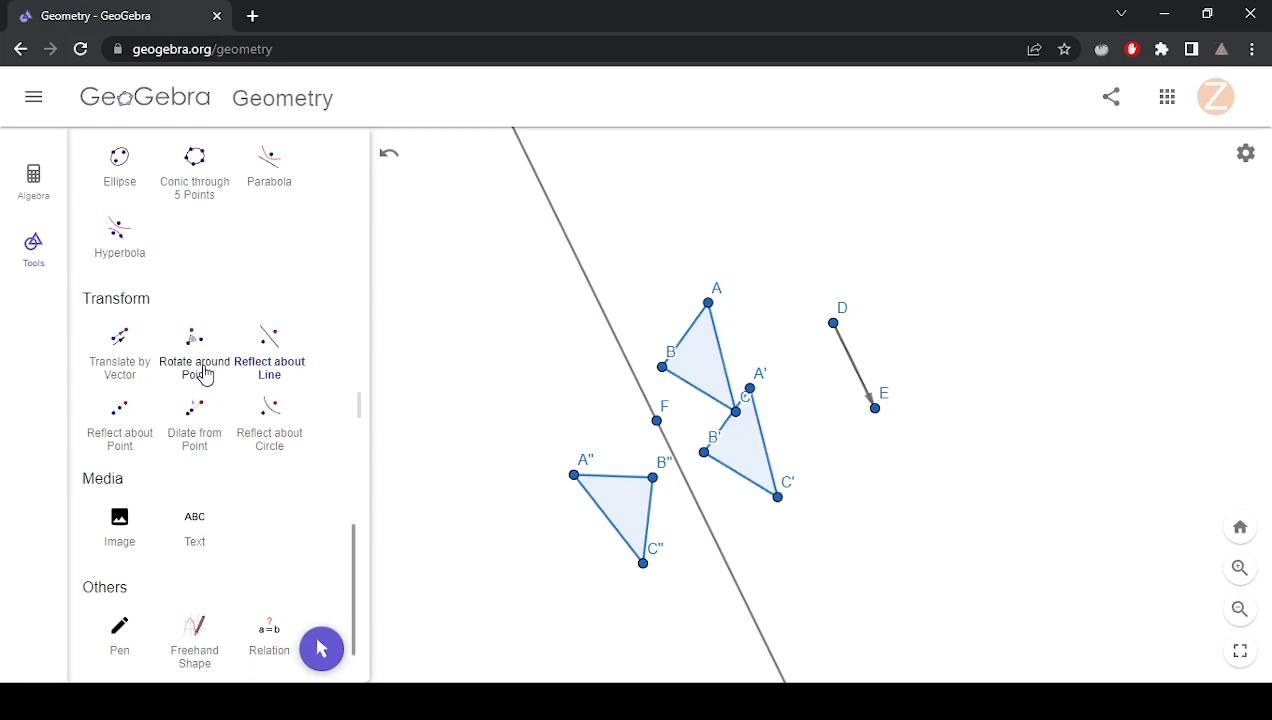 Geometry - GeoGebra
geogebra.org/geometry
GeoGebra Geometry
Z
Algebra
Tools
Ellipse
Conic through
5 Points
Parabola
Hyperbola
Transform
Translate by
Vector
Rotate around
Point
Reflect about
Line
Reflect about
Point
Dilate from
Point
Reflect about
Circle
Media
Image
ABC
Text
Others
Pen
Freehand
Shape
?
a=b
Relation
A
B
C
D
E
F
A'
B'
C'
A"
B"
C"